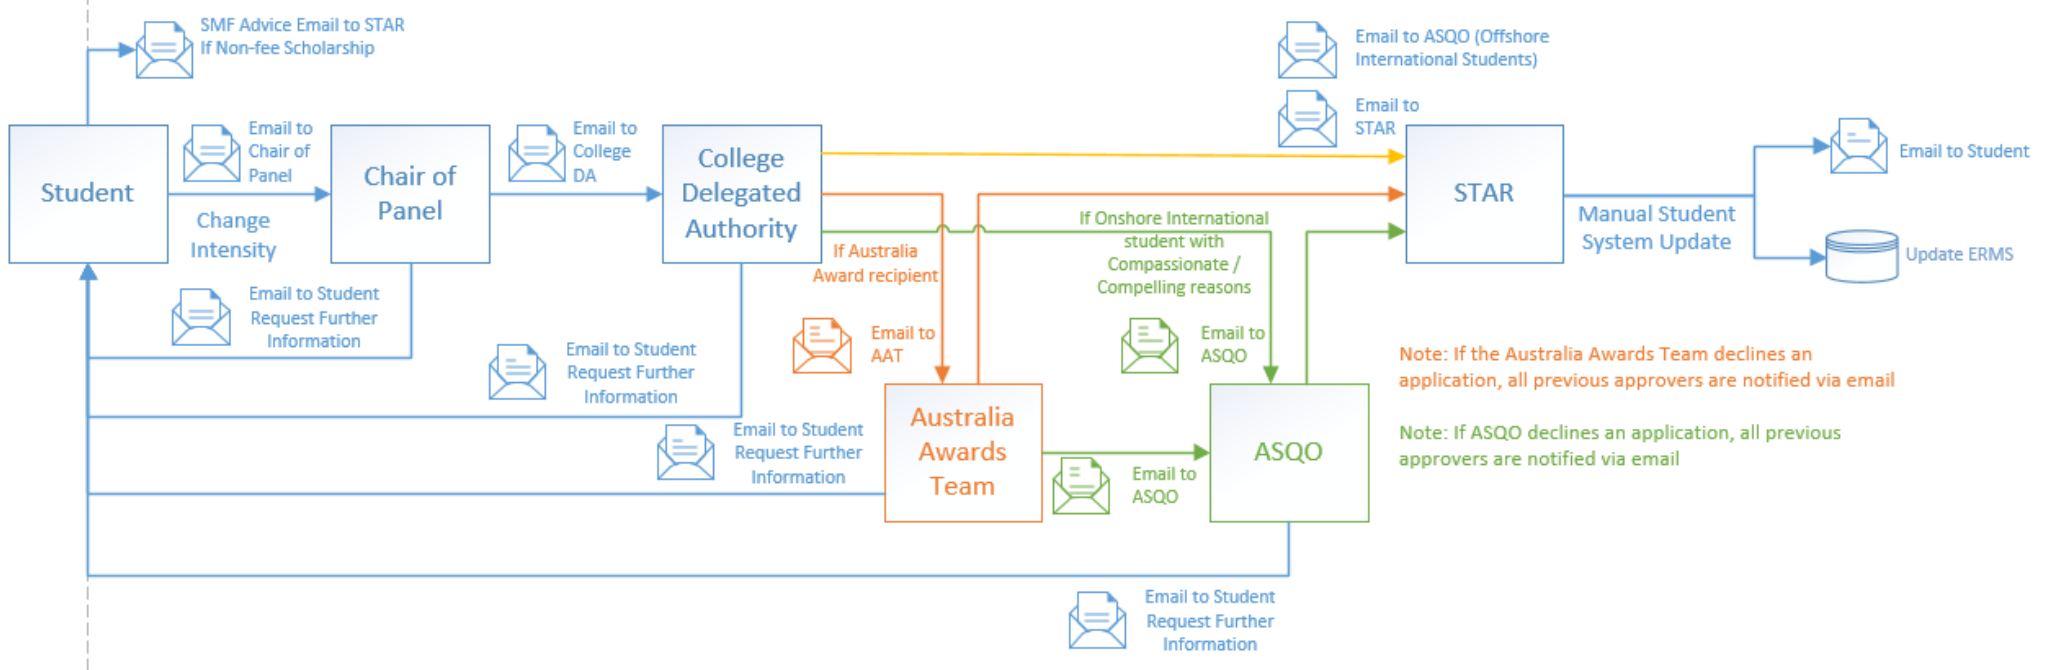 SMF Advice Email to STAR
If Non-fee Scholarship
Email to ASQO (Offshore
International Students)
Email to
STAR
Student
Email to
Chair of
Panel
Change
Intensity
Chair of
Panel
Email to
College
DA
College
Delegated
Authority
STAR
Manual Student
System Update
Email to Student
Update ERMS
If Australia
Award recipient
If Onshore International
student with
Compassionate /
Compelling reasons
Email to Student
Request Further
Information
Email to Student
Request Further
Information
Email to
AAT
Email to
ASQO
Note: If the Australia Awards Team declines an
application, all previous approvers are notified via email
Note: If ASQO declines an application, all previous
approvers are notified via email
Email to Student
Request Further
Information
Australia
Awards
Team
Email to
ASQO
ASQO
Email to Student
Request Further
Information